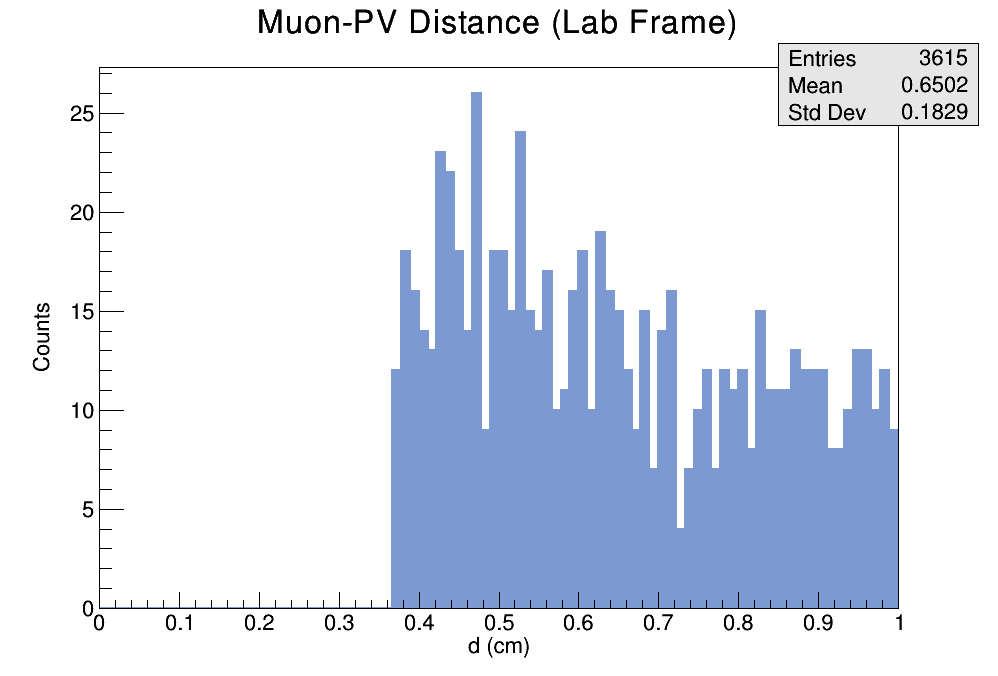 Muon-PV Distance (Lab Frame)
Entries 3615
Mean 0.6502
Std Dev 0.1829
Counts
25
20
15
10
5
0
0 0.1 0.2 0.3 0.4 0.5 0.6 0.7 0.8 0.9 1
d (cm)